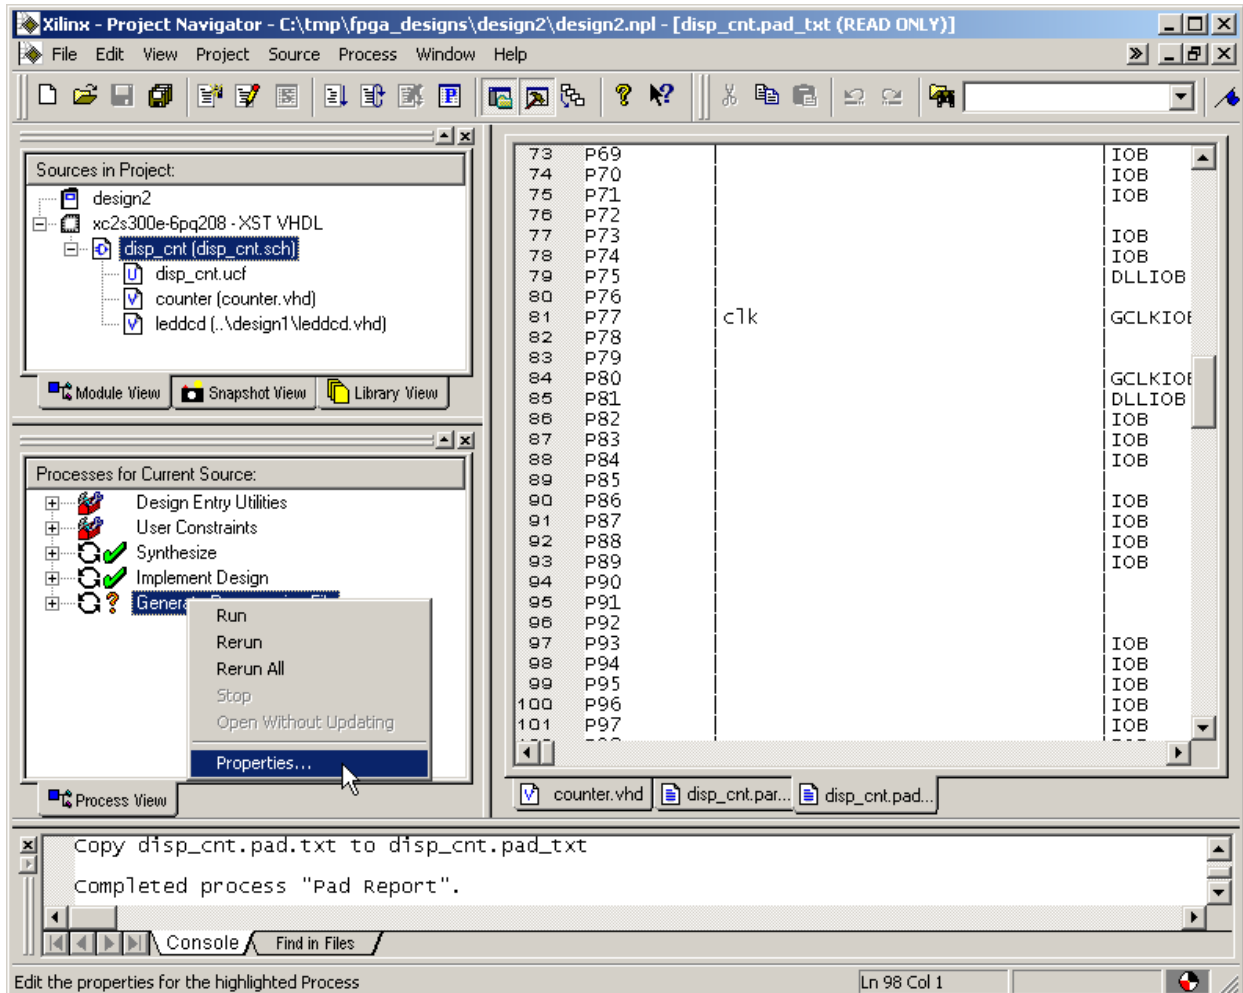 Xilinx - Project Navigator - C:\tmp\fpga_designs\design2\design2.npl - [disp_cnt.pad_txt (READ ONLY)]
File Edit View Project Source Process Window Help
Sources in Project:
design2
xc2s300e-6pq208 - XST VHDL
disp_cnt (disp_cnt.sch)
disp_cnt.ucf
counter (counter.vhd)
leddcd (..\design1\leddcd.vhd)
Module View Snapshot View Library View
Processes for Current Source:
Design Entry Utilities
User Constraints
Synthesize
Implement Design
Run
Rerun
Rerun All
Stop
Open Without Updating
Properties...
Process View
73 P69 | | IOB
74 P70 | | IOB
75 P71 | | IOB
76 P72 | |
77 P73 | | IOB
78 P74 | | IOB
79 P75 | | DLLIOB
80 P76 | |
81 P77 | clk | GCLKIOB
82 P78 | |
83 P79 | |
84 P80 | | GCLKIOB
85 P81 | | DLLIOB
86 P82 | | IOB
87 P83 | | IOB
88 P84 | | IOB
89 P85 | |
90 P86 | | IOB
91 P87 | | IOB
92 P88 | | IOB
93 P89 | | IOB
94 P90 | |
95 P91 | |
96 P92 | |
97 P93 | | IOB
98 P94 | | IOB
99 P95 | | IOB
100 P96 | | IOB
101 P97 | | IOB
counter.vhd disp_cnt.par... disp_cnt.pad...
Copy disp_cnt.pad.txt to disp_cnt.pad_txt
Completed process "Pad Report".
Console Find in Files
Edit the properties for the highlighted Process Ln 98 Col 1